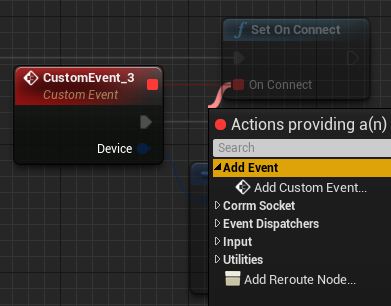 Set On Connect
CustomEvent_3
Custom Event
On Connect
Actions providing a(n)
Device
Search
Add Event
Add Custom Event...
Corrm Socket
Event Dispatchers
Input
Utilities
Add Reroute Node...